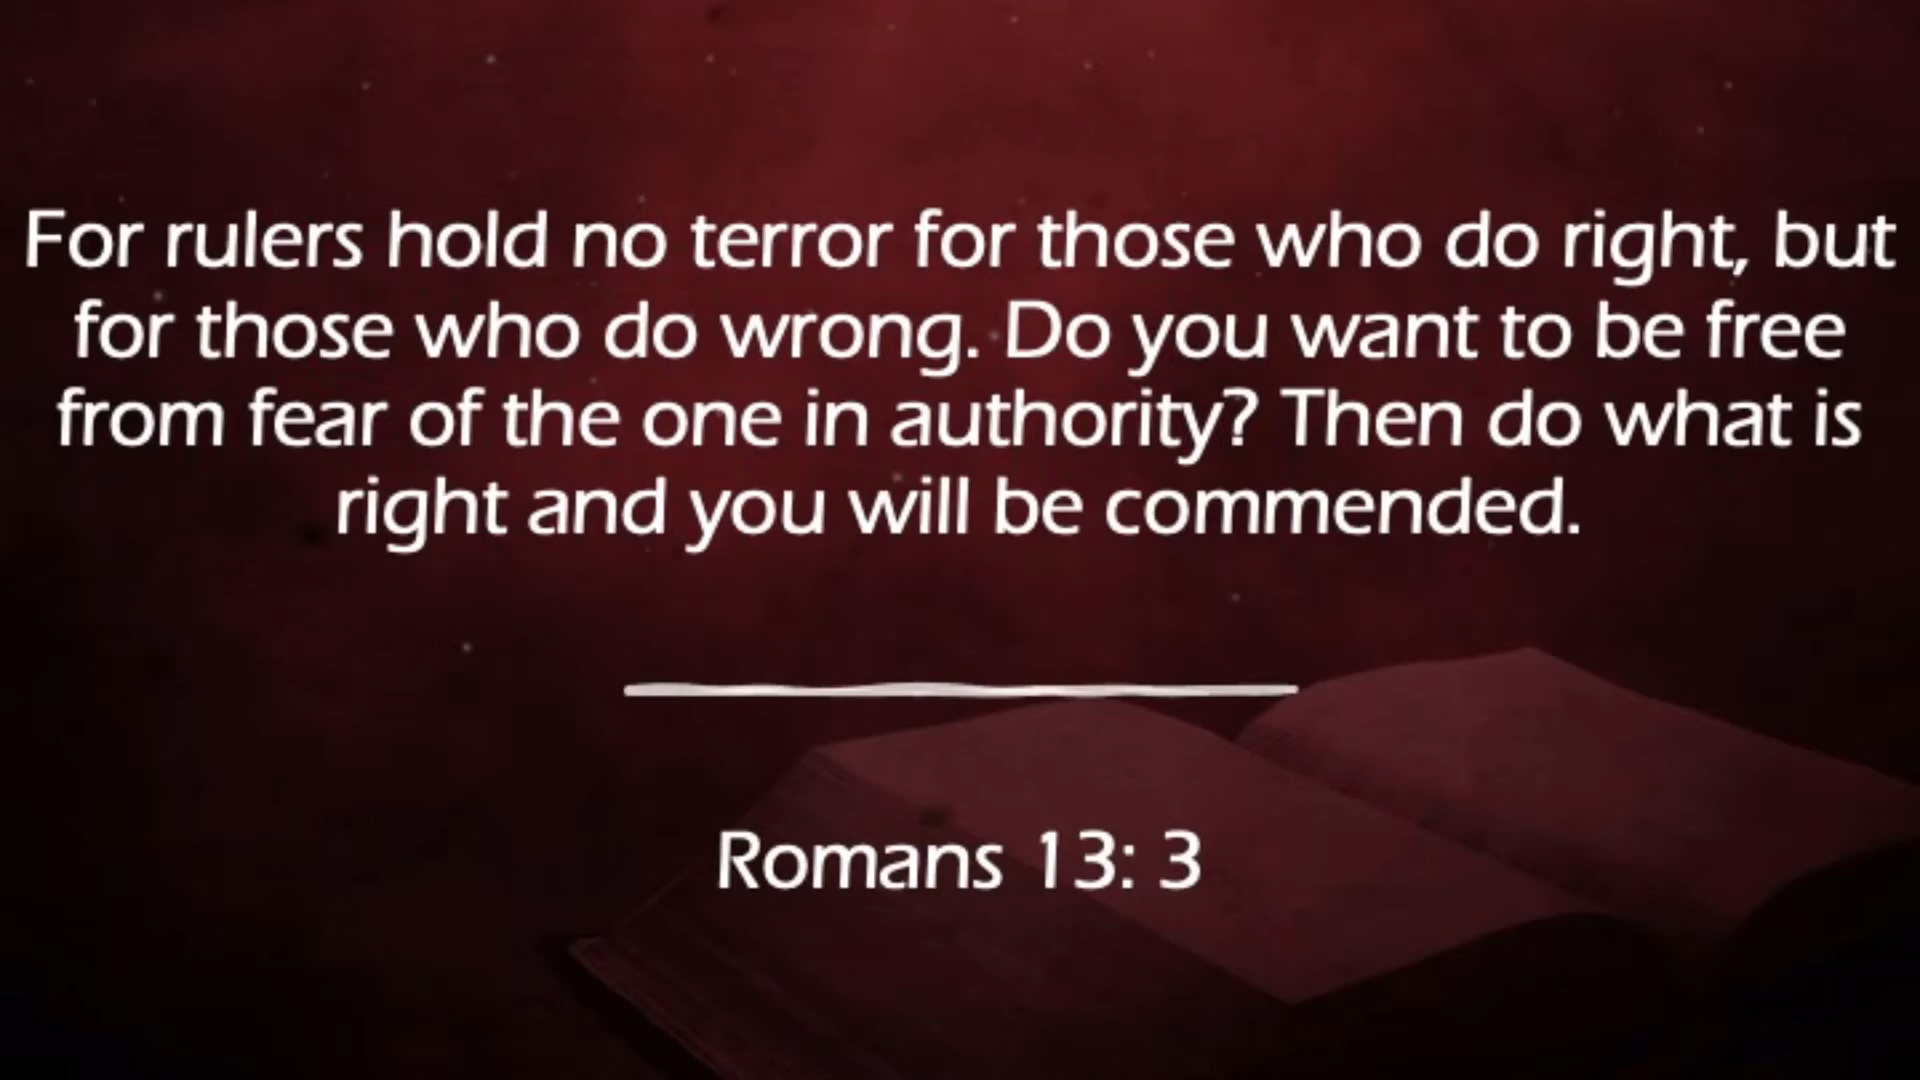 For rulers hold no terror for those who do right, but
for those who do wrong. Do you want to be free
from fear of the one in authority? Then do what is
right and you will be commended.
Romans 13: 3